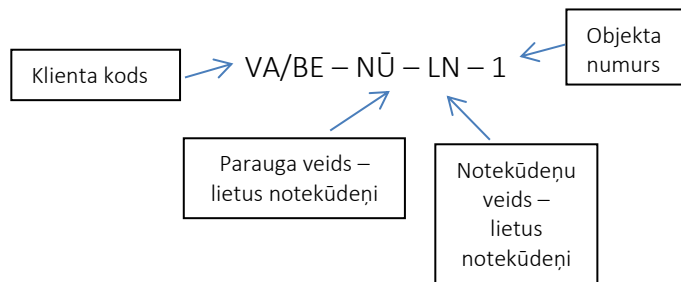 Klienta kods
VA/BE – NŪ – LN – 1
Objekta
numurs
Parauga veids –
lietus notekūdeņi
Notekūdeņu
veids –
lietus
notekūdeņi